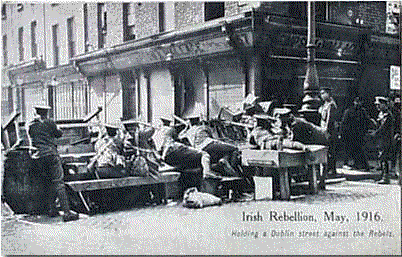 Irish Rebellion, May, 1916.
Holding a Dublin street against the Rebels.